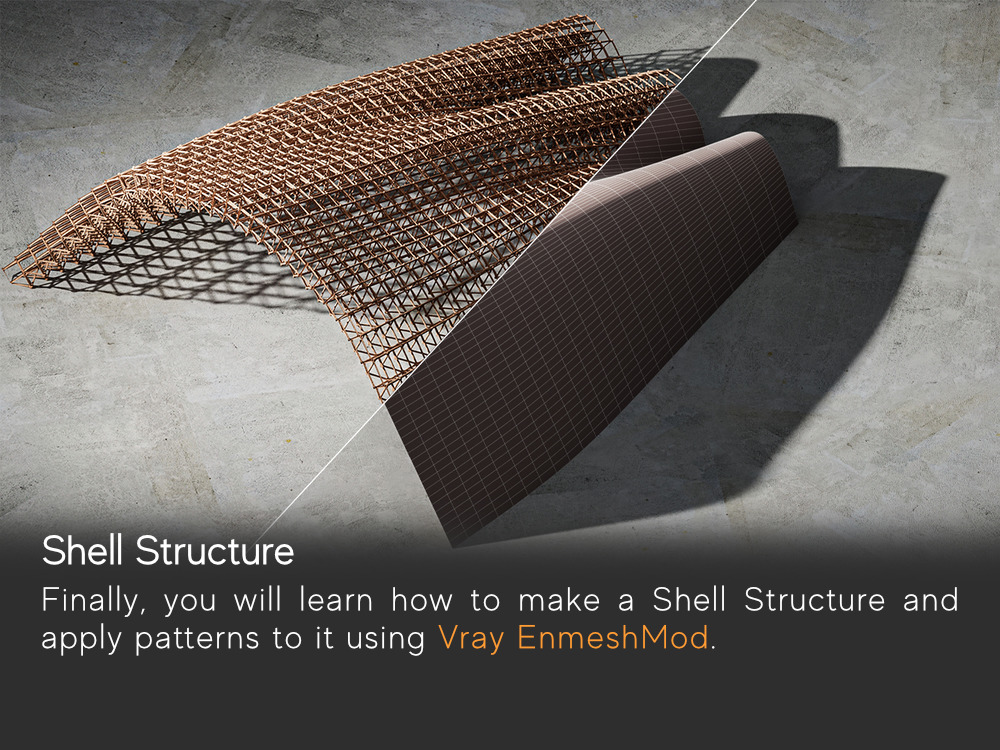 Shell Structure
Finally, you will learn how to make a Shell Structure and
apply patterns to it using Vray EnmeshMod.